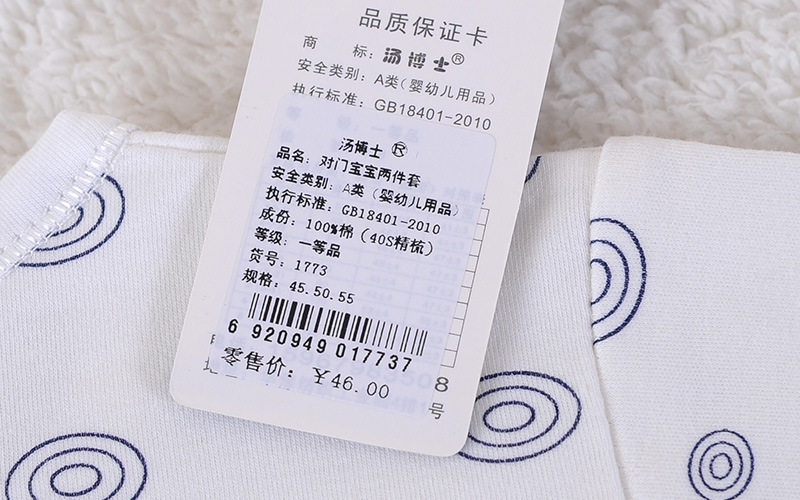 品质保证卡
商 标: 汤博士®
安全类别: A类(婴幼儿用品)
执行标准: GB18401-2010
汤博士 ®
品名: 对门宝宝两件套
安全类别: A类 (婴幼儿用品)
执行标准: GB18401-2010
成份: 100%棉 (40S精梳)
等级: 一等品
货号: 1773
规格: 45.50.55
6 920949 017737
零售价: ¥46.00
8
号